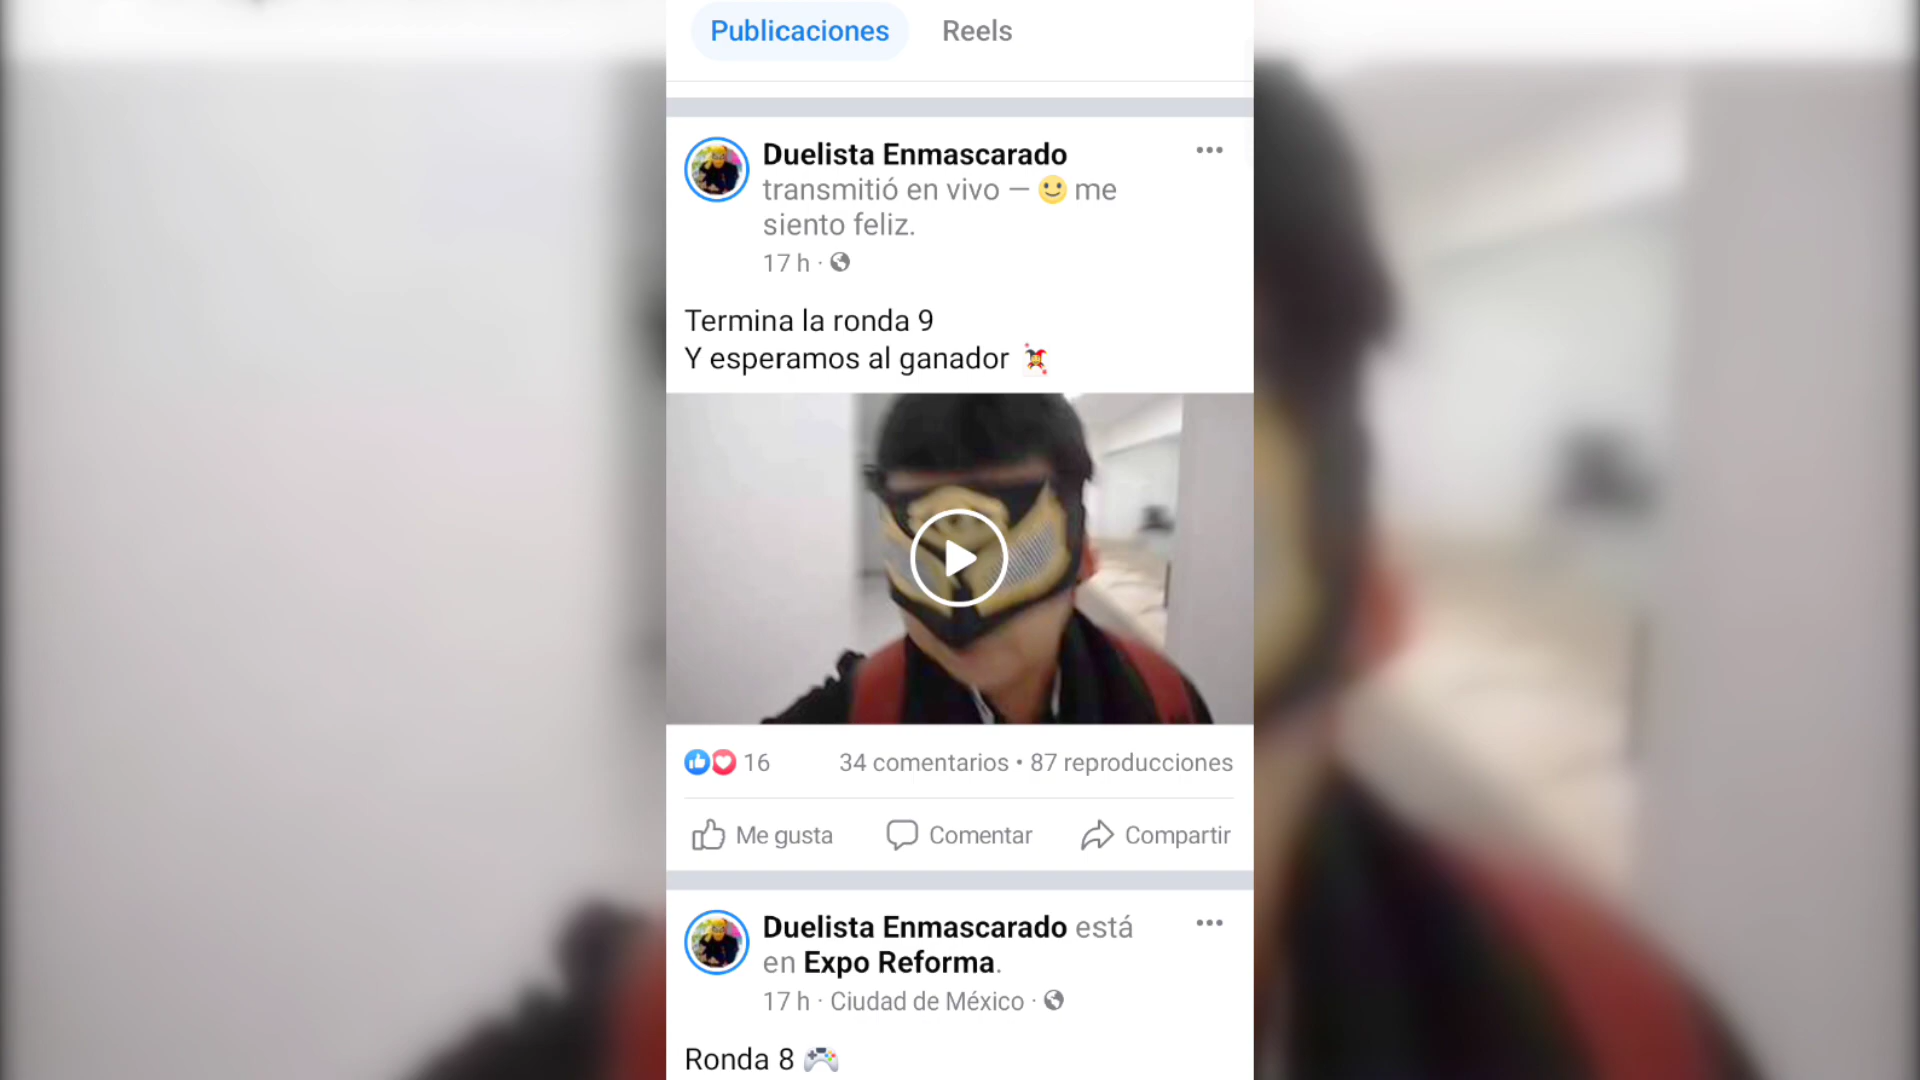 Publicaciones Reels
Duelista Enmascarado
transmitió en vivo — 🙂 me
siento feliz.
17 h ·
Termina la ronda 9
Y esperamos al ganador 🃏
16 34 comentarios • 87 reproducciones
Me gusta Comentar Compartir
Duelista Enmascarado está
en Expo Reforma.
17 h · Ciudad de México ·
Ronda 8 🎮